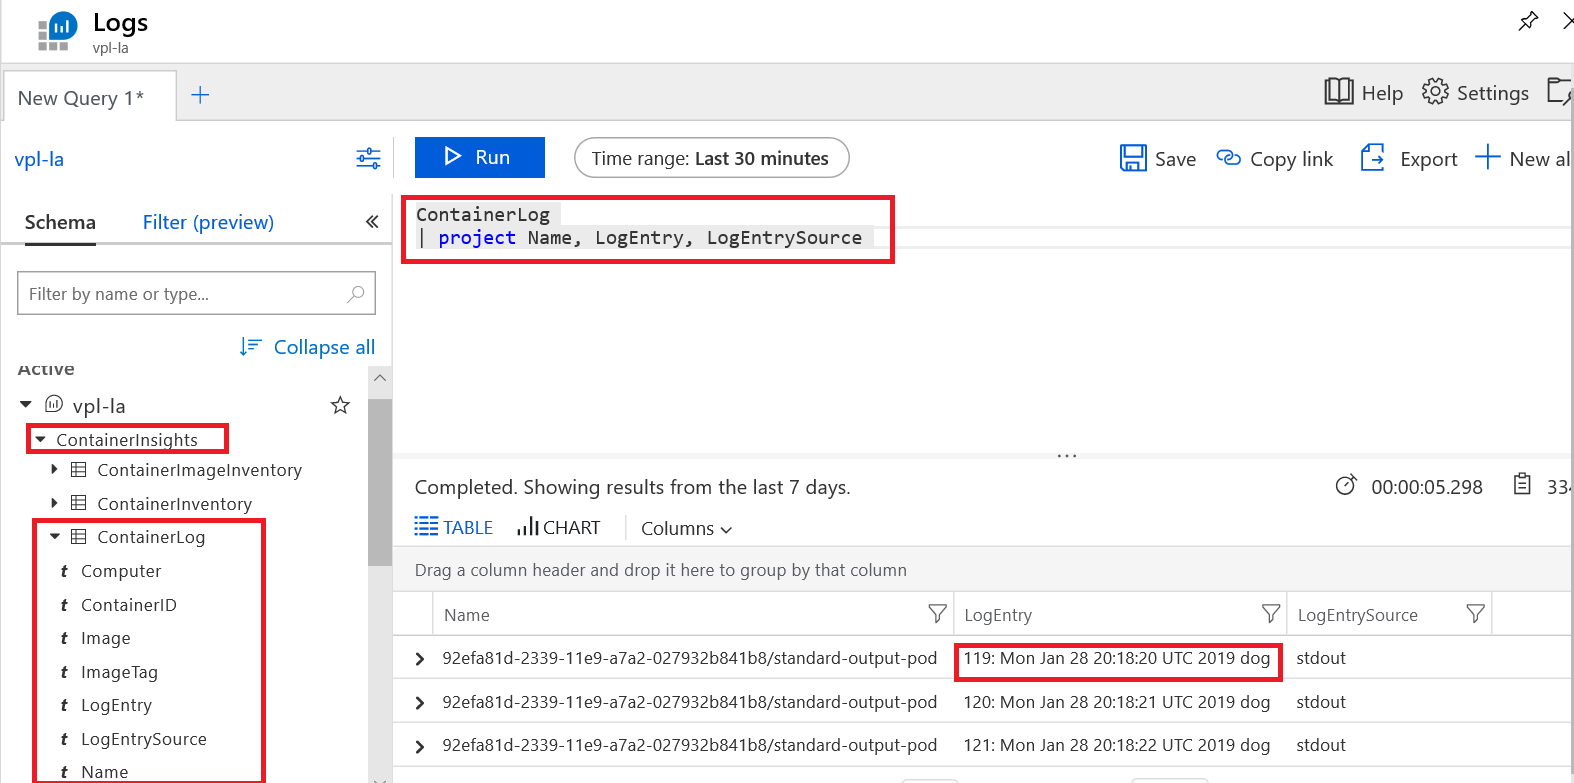 Logs
vpl-la
New Query 1*
Help
Settings
vpl-la
Run
Time range: Last 30 minutes
Save
Copy link
Export
New al
Schema
Filter (preview)
ContainerLog
| project Name, LogEntry, LogEntrySource
Filter by name or type...
Collapse all
Active
vpl-la
ContainerInsights
ContainerImageInventory
ContainerInventory
ContainerLog
t Computer
t ContainerID
t Image
t ImageTag
t LogEntry
t LogEntrySource
t Name
Completed. Showing results from the last 7 days.
00:00:05.298
334
TABLE
CHART
Columns
Drag a column header and drop it here to group by that column
Name
LogEntry
LogEntrySource
92efa81d-2339-11e9-a7a2-027932b841b8/standard-output-pod 119: Mon Jan 28 20:18:20 UTC 2019 dog stdout
92efa81d-2339-11e9-a7a2-027932b841b8/standard-output-pod 120: Mon Jan 28 20:18:21 UTC 2019 dog stdout
92efa81d-2339-11e9-a7a2-027932b841b8/standard-output-pod 121: Mon Jan 28 20:18:22 UTC 2019 dog stdout